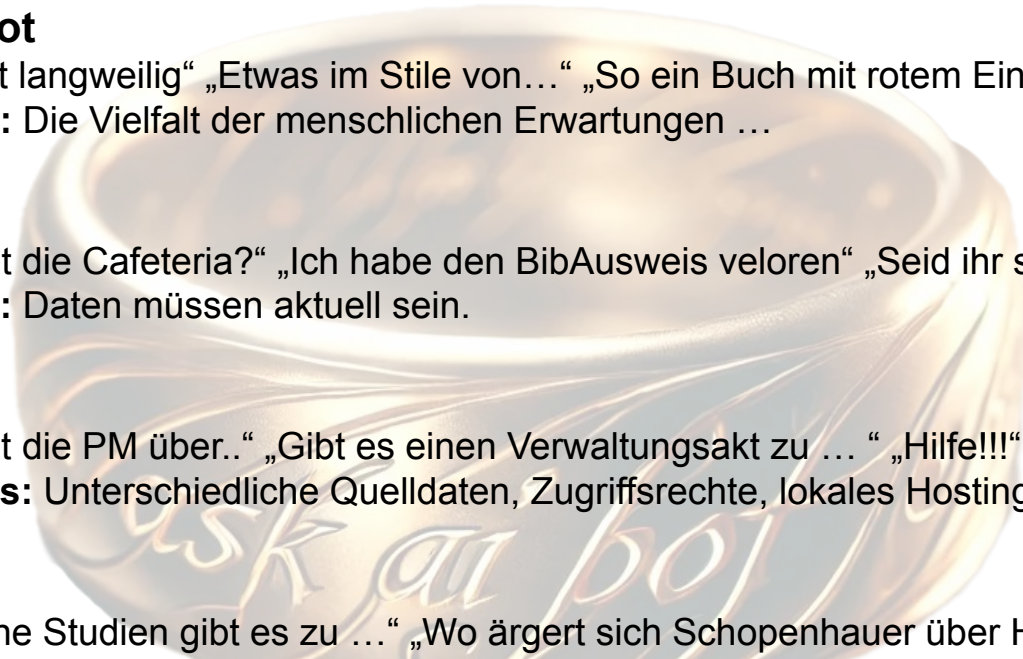 ot
t langweilig“ „Etwas im Stile von…“ „So ein Buch mit rotem Ein
: Die Vielfalt der menschlichen Erwartungen …
t die Cafeteria?“ „Ich habe den BibAusweis veloren“ „Seid ihr s
: Daten müssen aktuell sein.
t die PM über..“ „Gibt es einen Verwaltungsakt zu … “ „Hilfe!!!“
s: Unterschiedliche Quelldaten, Zugriffsrechte, lokales Hosting
ask ai bot
ne Studien gibt es zu …“ „Wo ärgert sich Schopenhauer über H